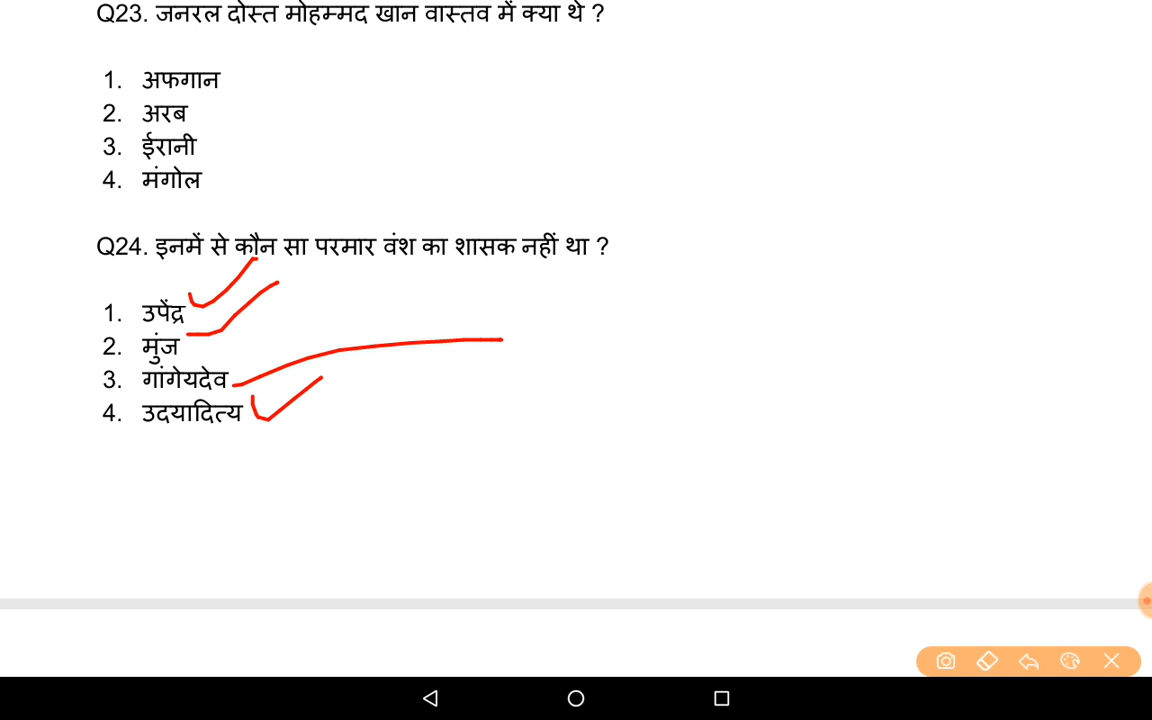 Q23. जनरल दोस्त मोहम्मद खान वास्तव में क्या थे ?
1. अफगान
2. अरब
3. ईरानी
4. मंगोल
Q24. इनमें से कौन सा परमार वंश का शासक नहीं था ?
1. उपेंद्र
2. मुंज
3. गांगेयदेव
4. उदयादित्य